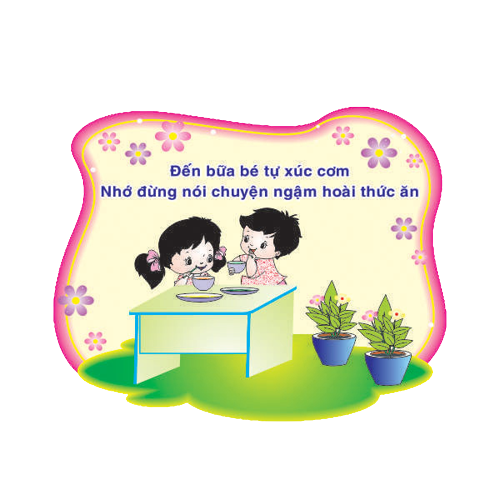 Đến bữa bé tự xúc cơm
Nhớ đừng nói chuyện ngậm hoài thức ăn